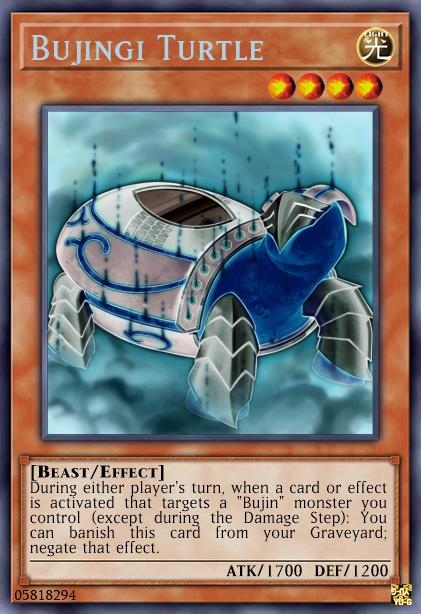 Bujingi Turtle
LIGHT
光
[Beast/Effect]
During either player's turn, when a card or effect
is activated that targets a "Bujin" monster you
control (except during the Damage Step): You
can banish this card from your Graveyard;
negate that effect.
ATK/1700 DEF/1200
05818294